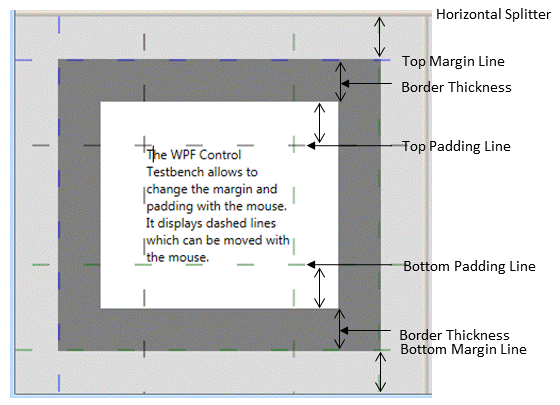 Horizontal Splitter
Top Margin Line
Border Thickness
Top Padding Line
The WPF Control
Testbench allows to
change the margin and
padding with the mouse.
It displays dashed lines
which can be moved with
the mouse.
Bottom Padding Line
Border Thickness
Bottom Margin Line